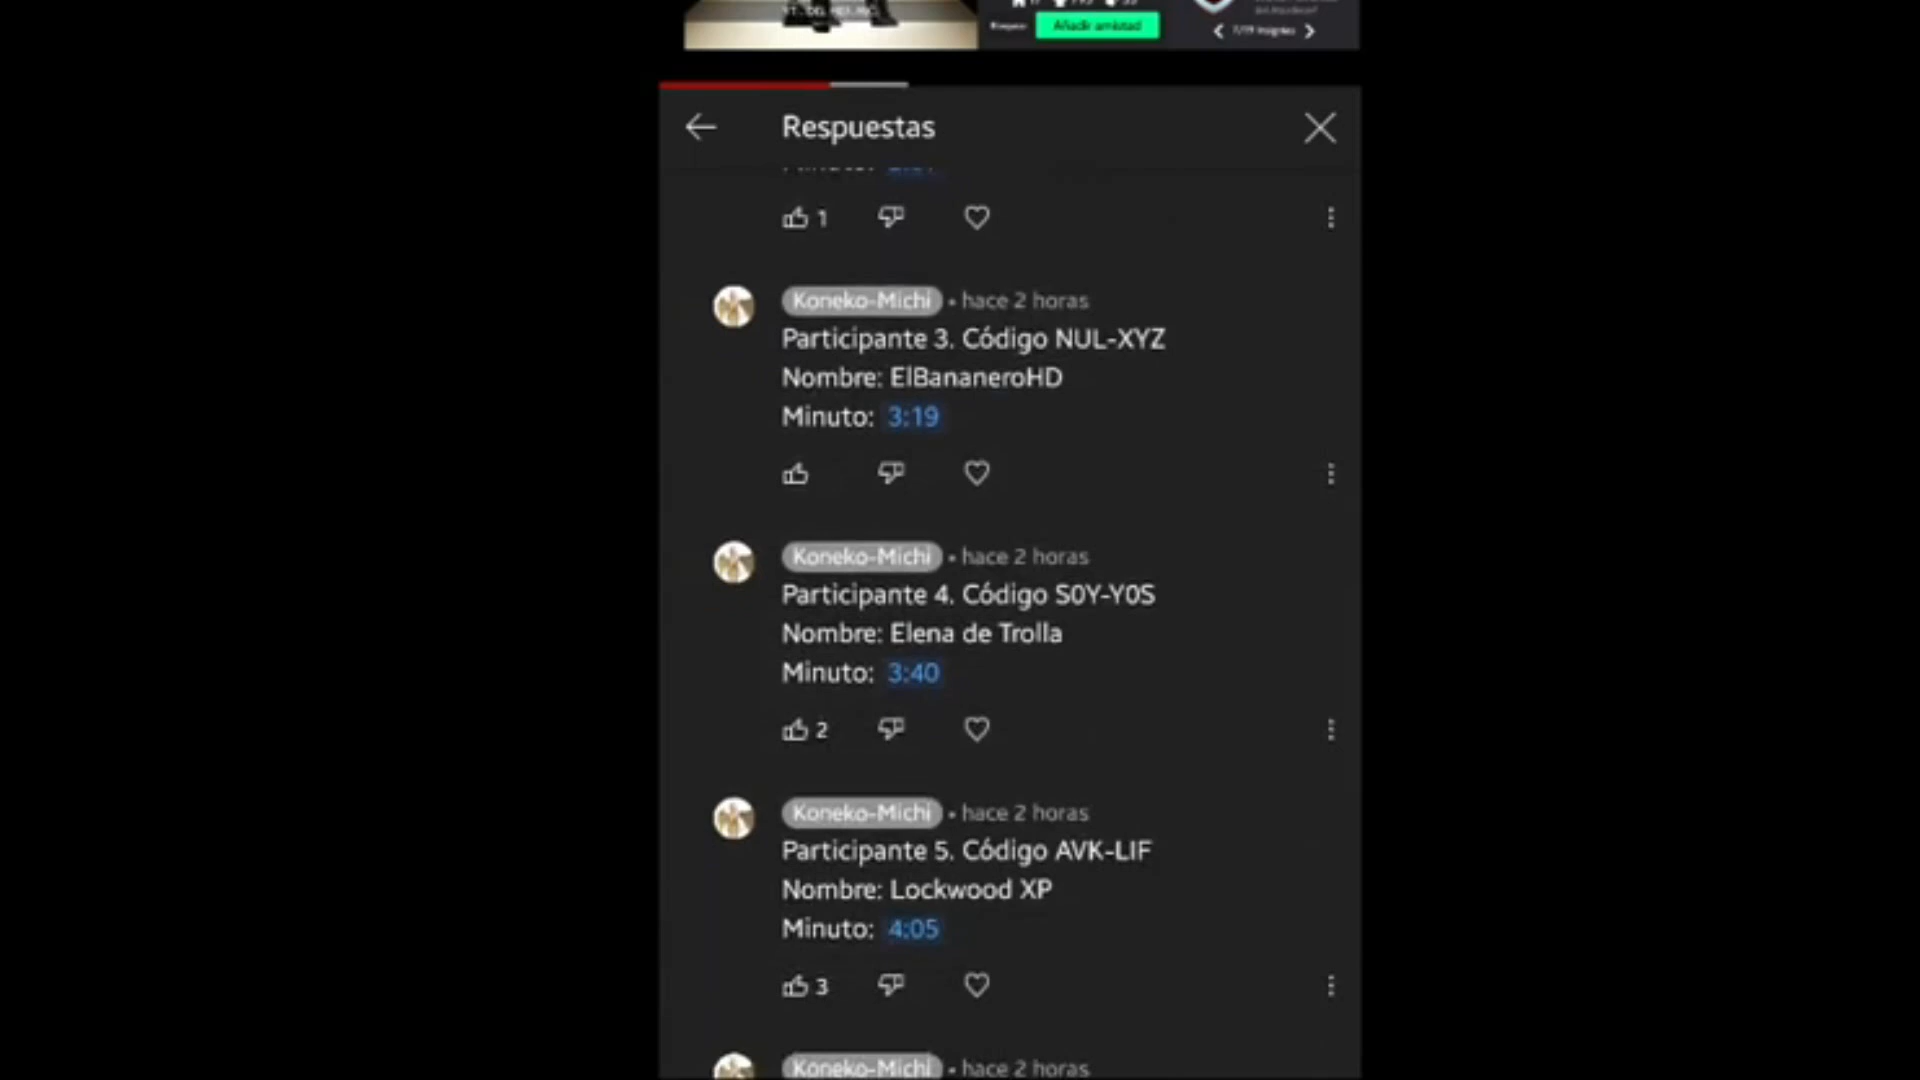 Añadir amistad
Respuestas
1
Koneko-Michi • hace 2 horas
Participante 3. Código NUL-XYZ
Nombre: ElBananeroHD
Minuto: 3:19
Koneko-Michi • hace 2 horas
Participante 4. Código S0Y-Y0S
Nombre: Elena de Trolla
Minuto: 3:40
2
Koneko-Michi • hace 2 horas
Participante 5. Código AVK-LIF
Nombre: Lockwood XP
Minuto: 4:05
3
Koneko-Michi • hace 2 horas